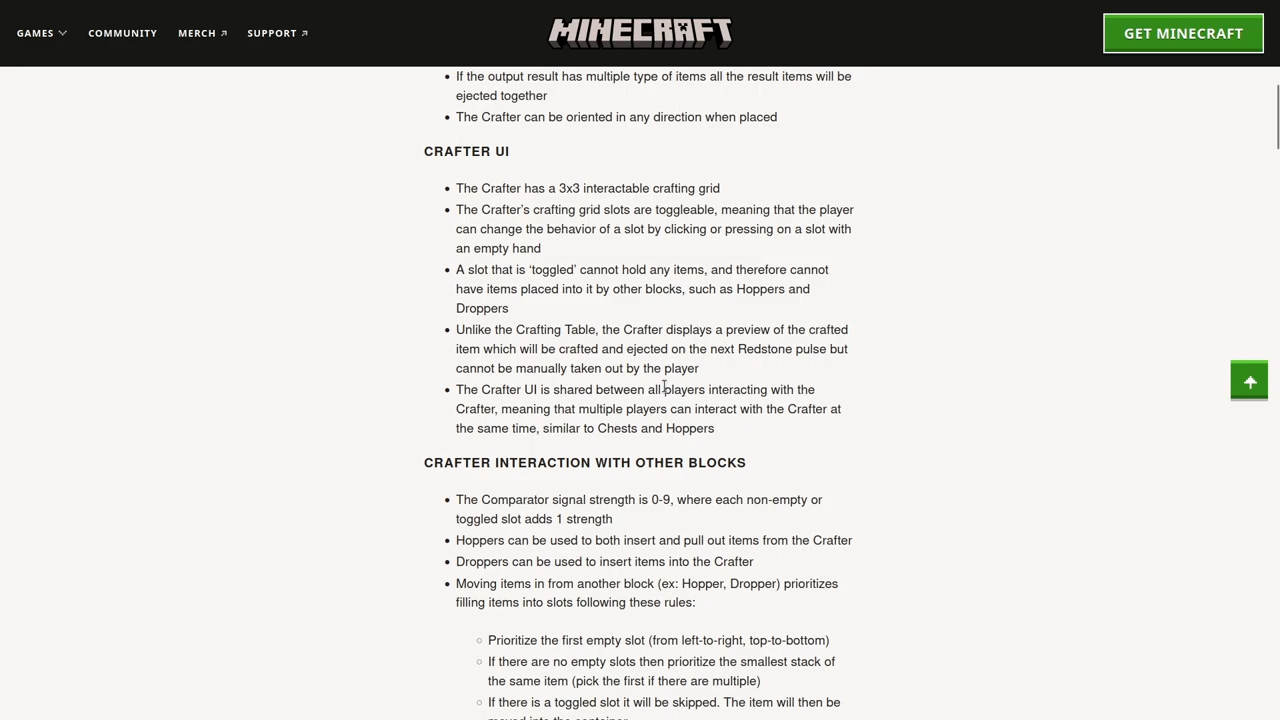 GAMES
COMMUNITY
MERCH
SUPPORT
MINECRAFT
GET MINECRAFT
If the output result has multiple type of items all the result items will be
ejected together
The Crafter can be oriented in any direction when placed
CRAFTER UI
The Crafter has a 3x3 interactable crafting grid
The Crafter’s crafting grid slots are toggleable, meaning that the player
can change the behavior of a slot by clicking or pressing on a slot with
an empty hand
A slot that is ‘toggled’ cannot hold any items, and therefore cannot
have items placed into it by other blocks, such as Hoppers and
Droppers
Unlike the Crafting Table, the Crafter displays a preview of the crafted
item which will be crafted and ejected on the next Redstone pulse but
cannot be manually taken out by the player
The Crafter UI is shared between all players interacting with the
Crafter, meaning that multiple players can interact with the Crafter at
the same time, similar to Chests and Hoppers
CRAFTER INTERACTION WITH OTHER BLOCKS
The Comparator signal strength is 0-9, where each non-empty or
toggled slot adds 1 strength
Hoppers can be used to both insert and pull out items from the Crafter
Droppers can be used to insert items into the Crafter
Moving items in from another block (ex: Hopper, Dropper) prioritizes
filling items into slots following these rules:
Prioritize the first empty slot (from left-to-right, top-to-bottom)
If there are no empty slots then prioritize the smallest stack of
the same item (pick the first if there are multiple)
If there is a toggled slot it will be skipped. The item will then be
moved into the container